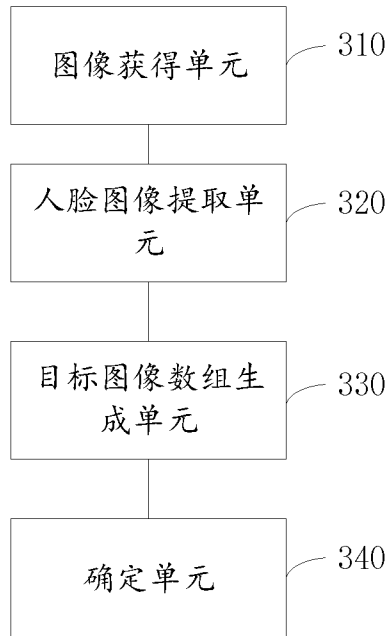 图像获得单元
310
人脸图像提取单
元
320
目标图像数组生
成单元
330
确定单元
340